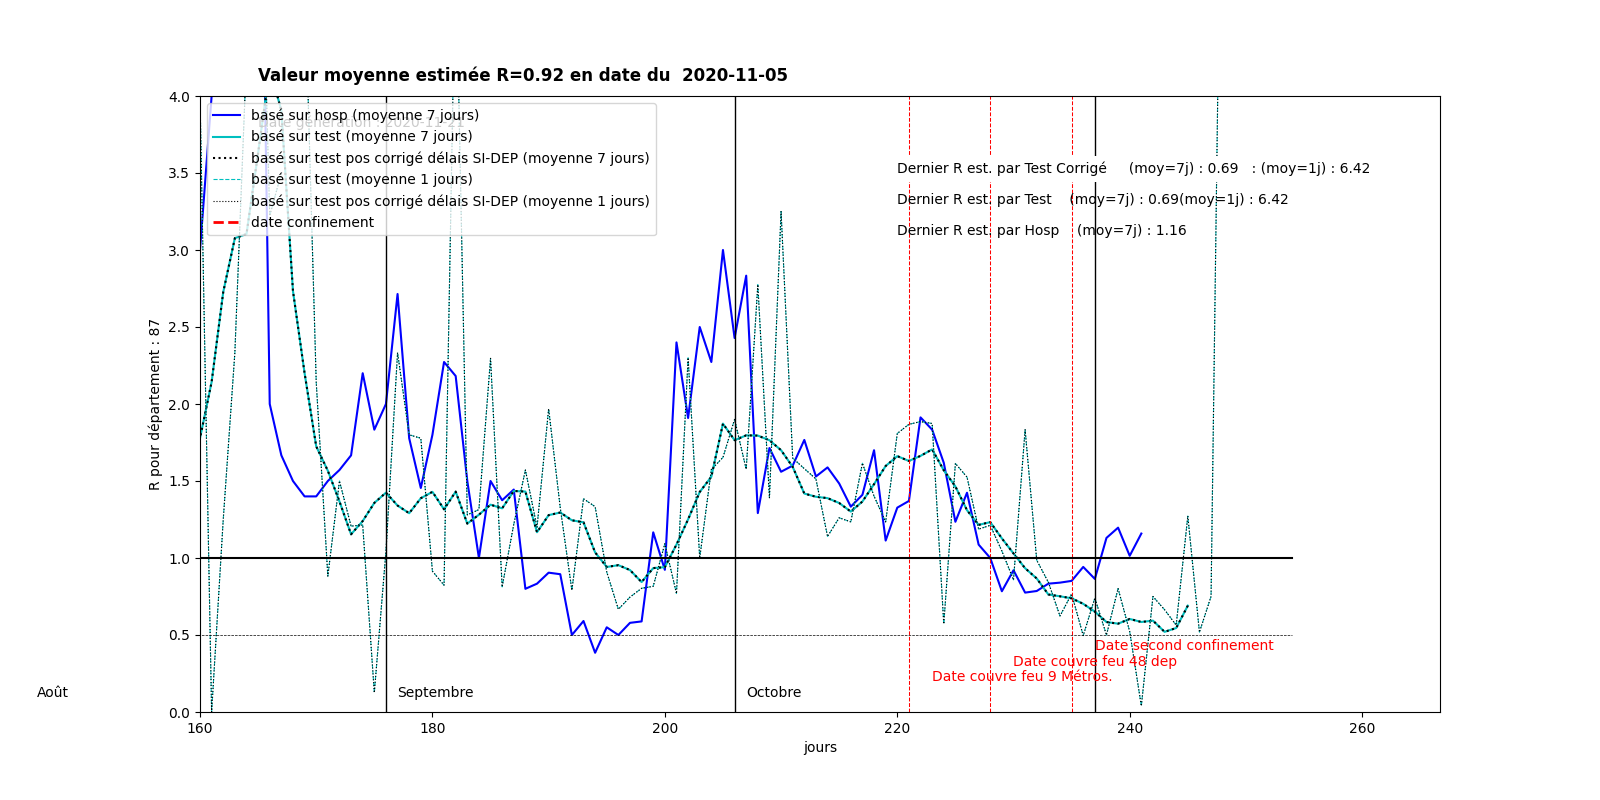 Valeur moyenne estimée R=0.92 en date du  2020-11-05
Date génération : 2020-11-21
basé sur hosp (moyenne 7 jours)
basé sur test (moyenne 7 jours)
basé sur test pos corrigé délais SI-DEP (moyenne 7 jours)
basé sur test (moyenne 1 jours)
basé sur test pos corrigé délais SI-DEP (moyenne 1 jours)
date confinement
Dernier R est. par Test Corrigé     (moy=7j) : 0.69   : (moy=1j) : 6.42
Dernier R est. par Test    (moy=7j) : 0.69(moy=1j) : 6.42
Dernier R est. par Hosp    (moy=7j) : 1.16
R pour département : 87
4.0
3.5
3.0
2.5
2.0
1.5
1.0
0.5
0.0
Date second confinement
Date couvre feu 48 dep
Date couvre feu 9 Métros.
Août
Septembre
Octobre
160
180
200
220
240
260
jours